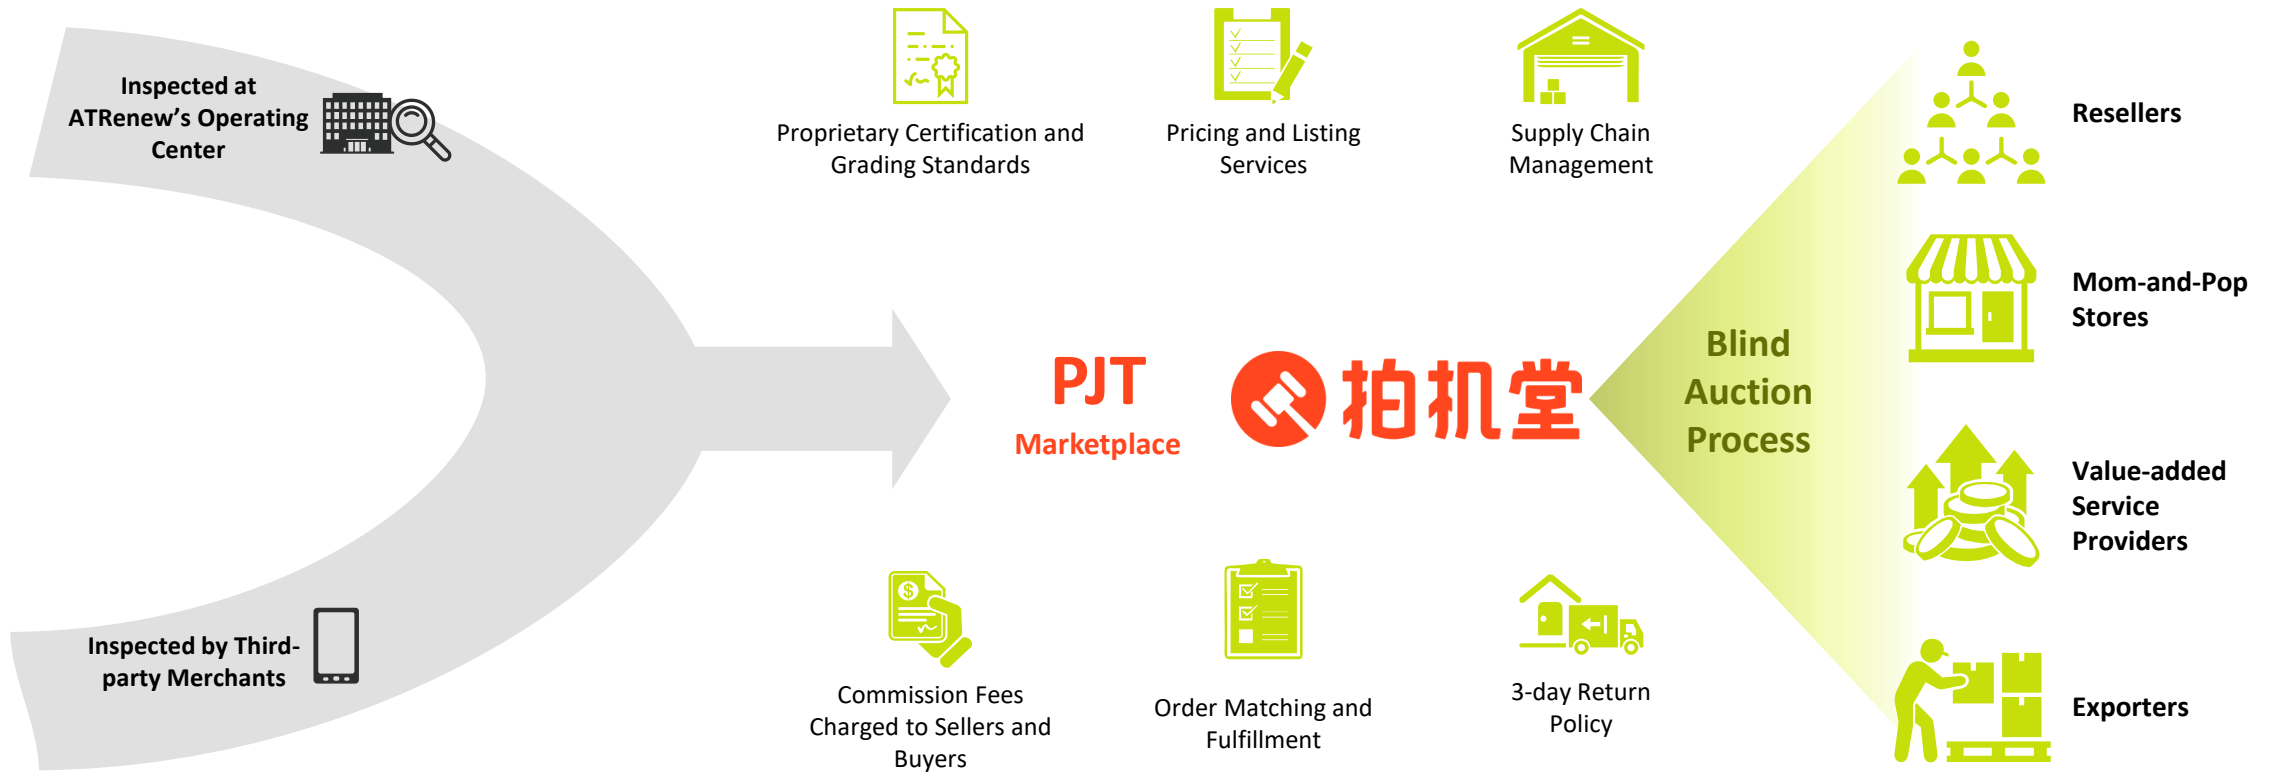 Inspected at
ATRenew’s Operating
Center
Inspected by Third-
party Merchants
Proprietary Certification and
Grading Standards
Pricing and Listing
Services
Supply Chain
Management
PJT
Marketplace
拍机堂
Commission Fees
Charged to Sellers and
Buyers
Order Matching and
Fulfillment
3-day Return
Policy
Blind
Auction
Process
Resellers
Mom-and-Pop
Stores
Value-added
Service
Providers
Exporters